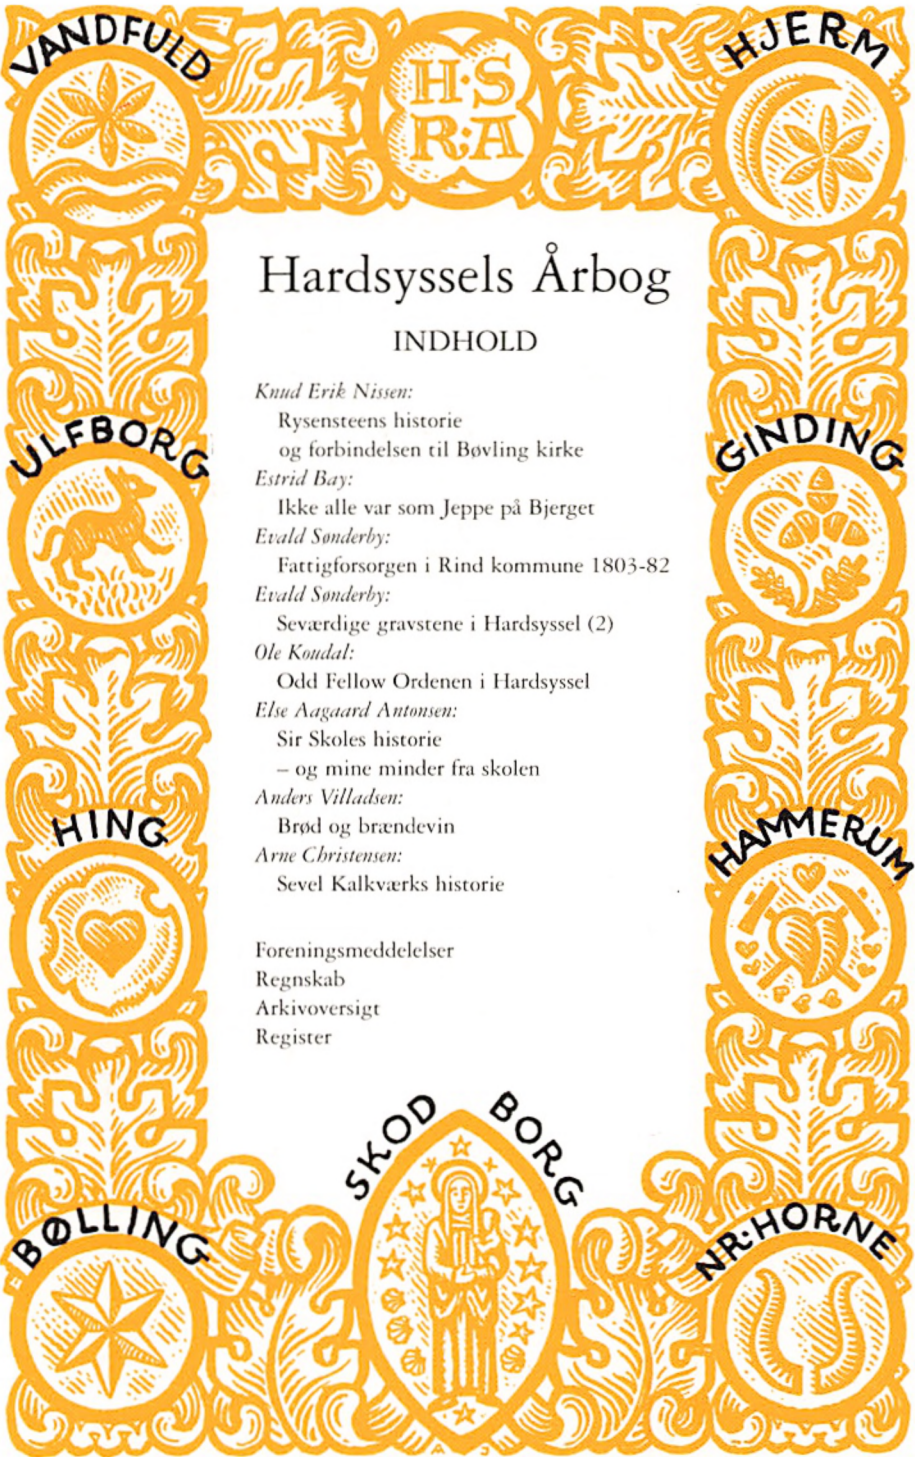 VANDFULD
H·S
R·A
HJERM
Hardsyssels Årbog
INDHOLD
Knud Erik Nissen:
Rysensteens historie
og forbindelsen til Bøvling kirke
Estrid Bay:
Ikke alle var som Jeppe på Bjerget
Evald Sønderby:
Fattigforsorgen i Rind kommune 1803-82
Evald Sønderby:
Seværdige gravstene i Hardsyssel (2)
Ole Koudal:
Odd Fellow Ordenen i Hardsyssel
Else Aagaard Antonsen:
Sir Skoles historie
– og mine minder fra skolen
Anders Villadsen:
Brød og brændevin
Arne Christensen:
Sevel Kalkværks historie
Foreningsmeddelelser
Regnskab
Arkivoversigt
Register
ULFBORG
GINDING
HING
HAMMERUM
SKODBORG
BØLLING
NR·HORNE
A J